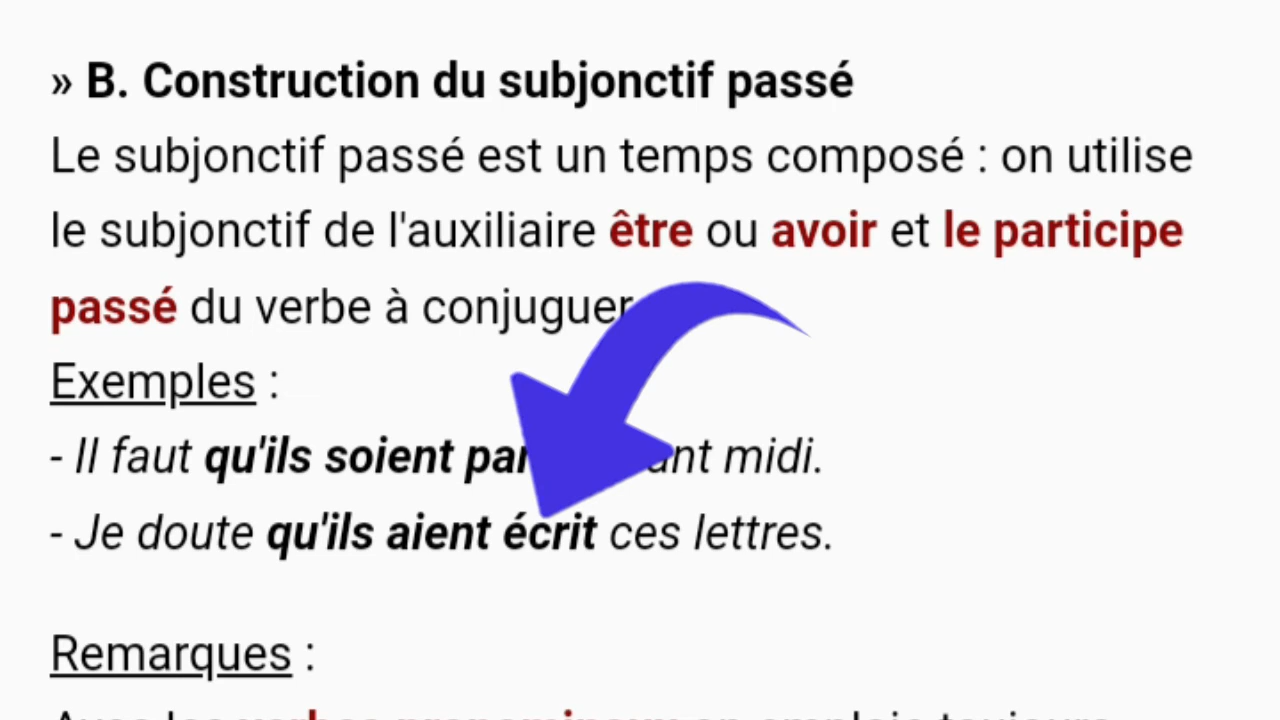 » B. Construction du subjonctif passé
Le subjonctif passé est un temps composé : on utilise
le subjonctif de l'auxiliaire être ou avoir et le participe
passé du verbe à conjuguer
Exemples :
- Il faut qu'ils soient midi.
- Je doute qu'ils aient écrit ces lettres.
Remarques :